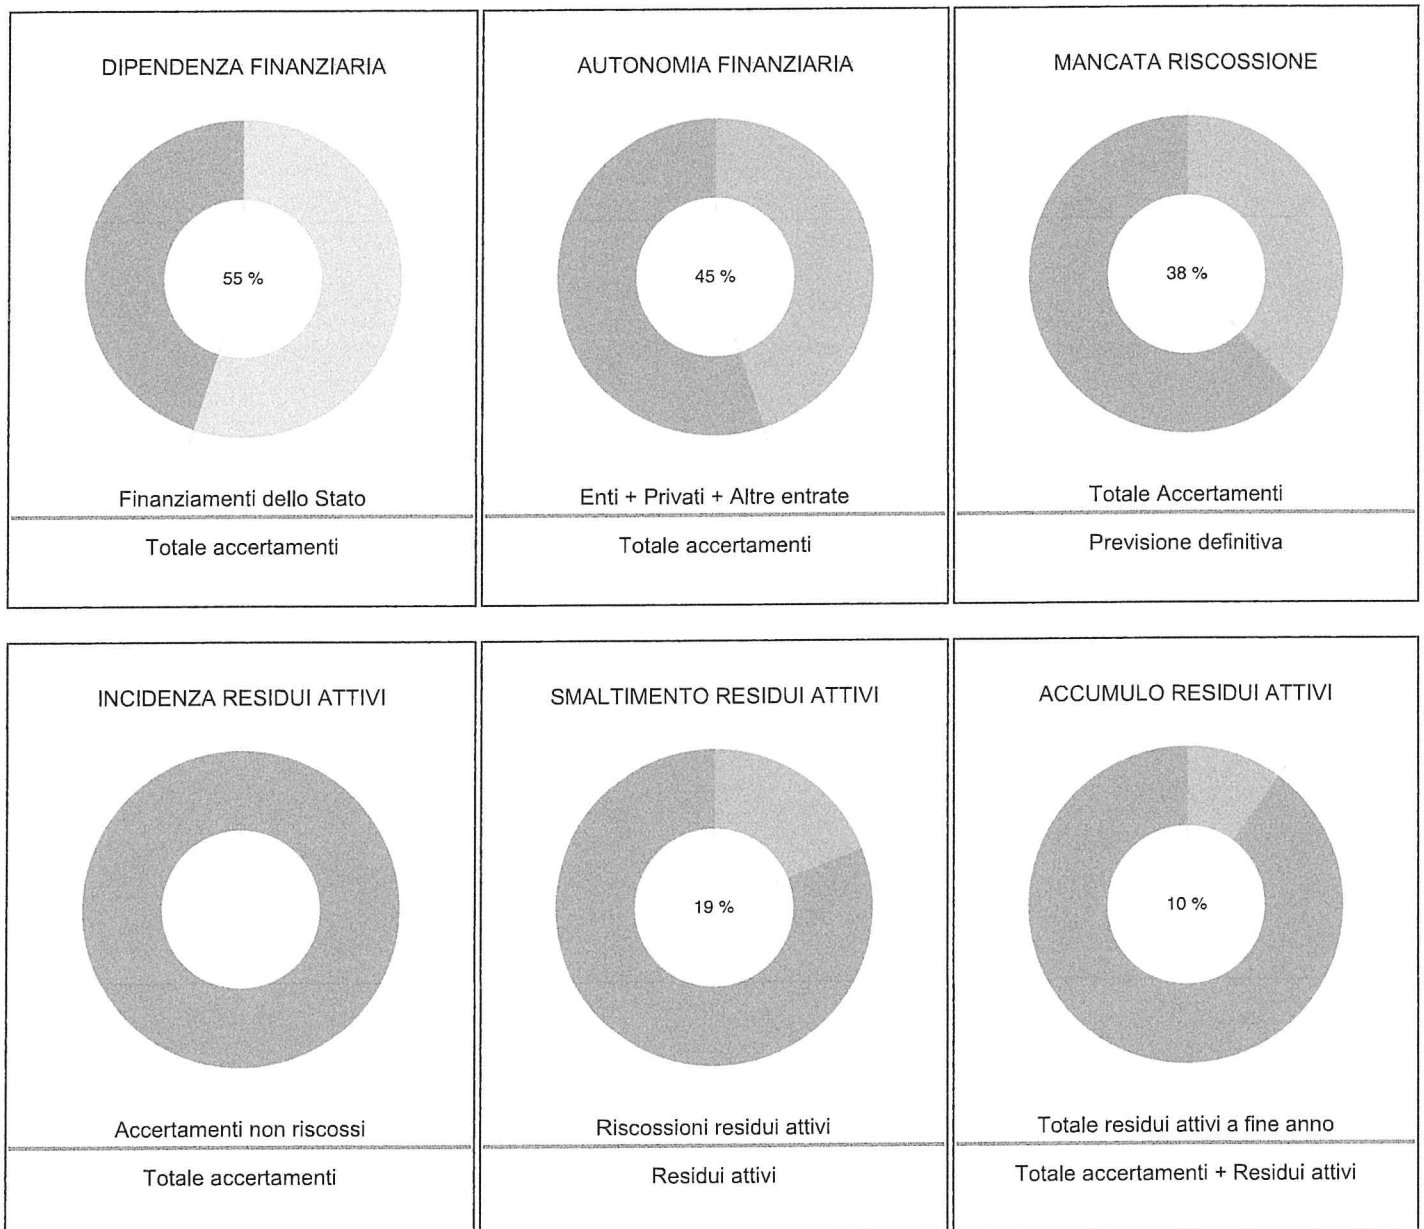 DIPENDENZA FINANZIARIA
55 %
Finanziamenti dello Stato
Totale accertamenti
AUTONOMIA FINANZIARIA
45 %
Enti + Privati + Altre entrate
Totale accertamenti
MANCATA RISCOSSIONE
38 %
Totale Accertamenti
Previsione definitiva
INCIDENZA RESIDUI ATTIVI
Accertamenti non riscossi
Totale accertamenti
SMALTIMENTO RESIDUI ATTIVI
19 %
Riscossioni residui attivi
Residui attivi
ACCUMULO RESIDUI ATTIVI
10 %
Totale residui attivi a fine anno
Totale accertamenti + Residui attivi